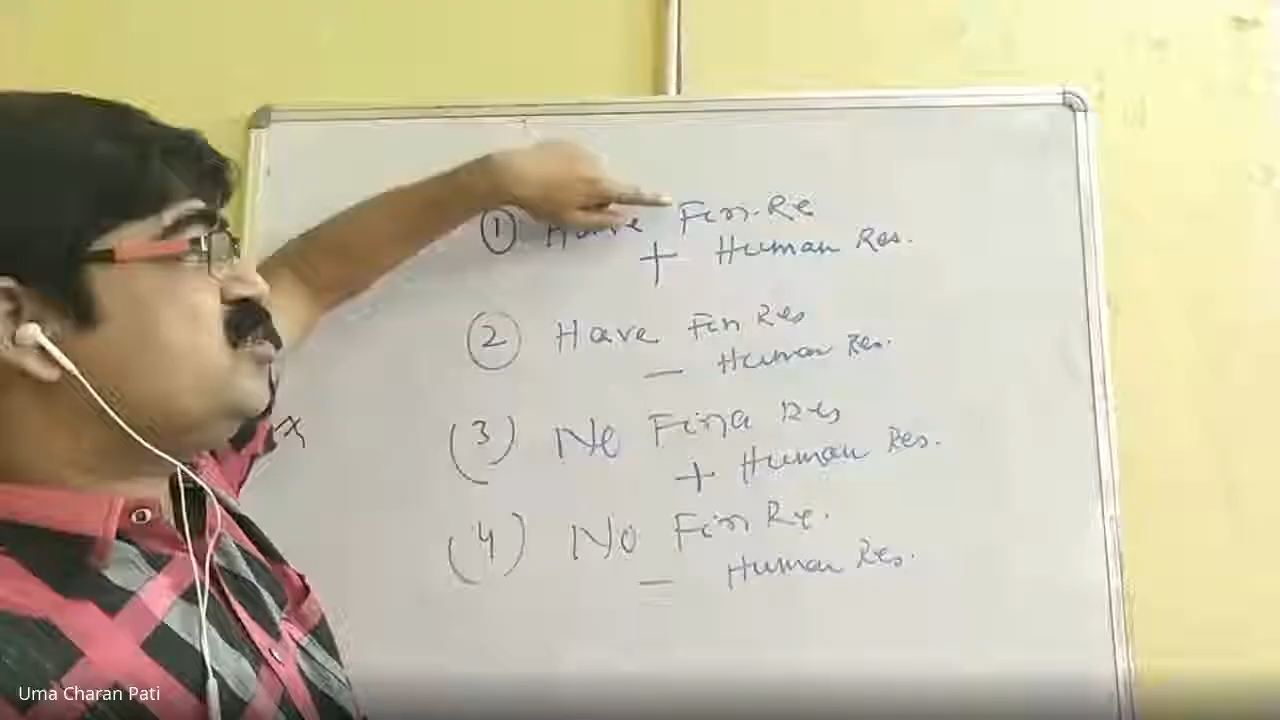 ① Have Fin. Re
+ Human Res.
② Have Fin Res
— Human Res.
(3) No Fina Res
+ Human Res.
(4) No Fin Re.
— Human Res.
Uma Charan Pati